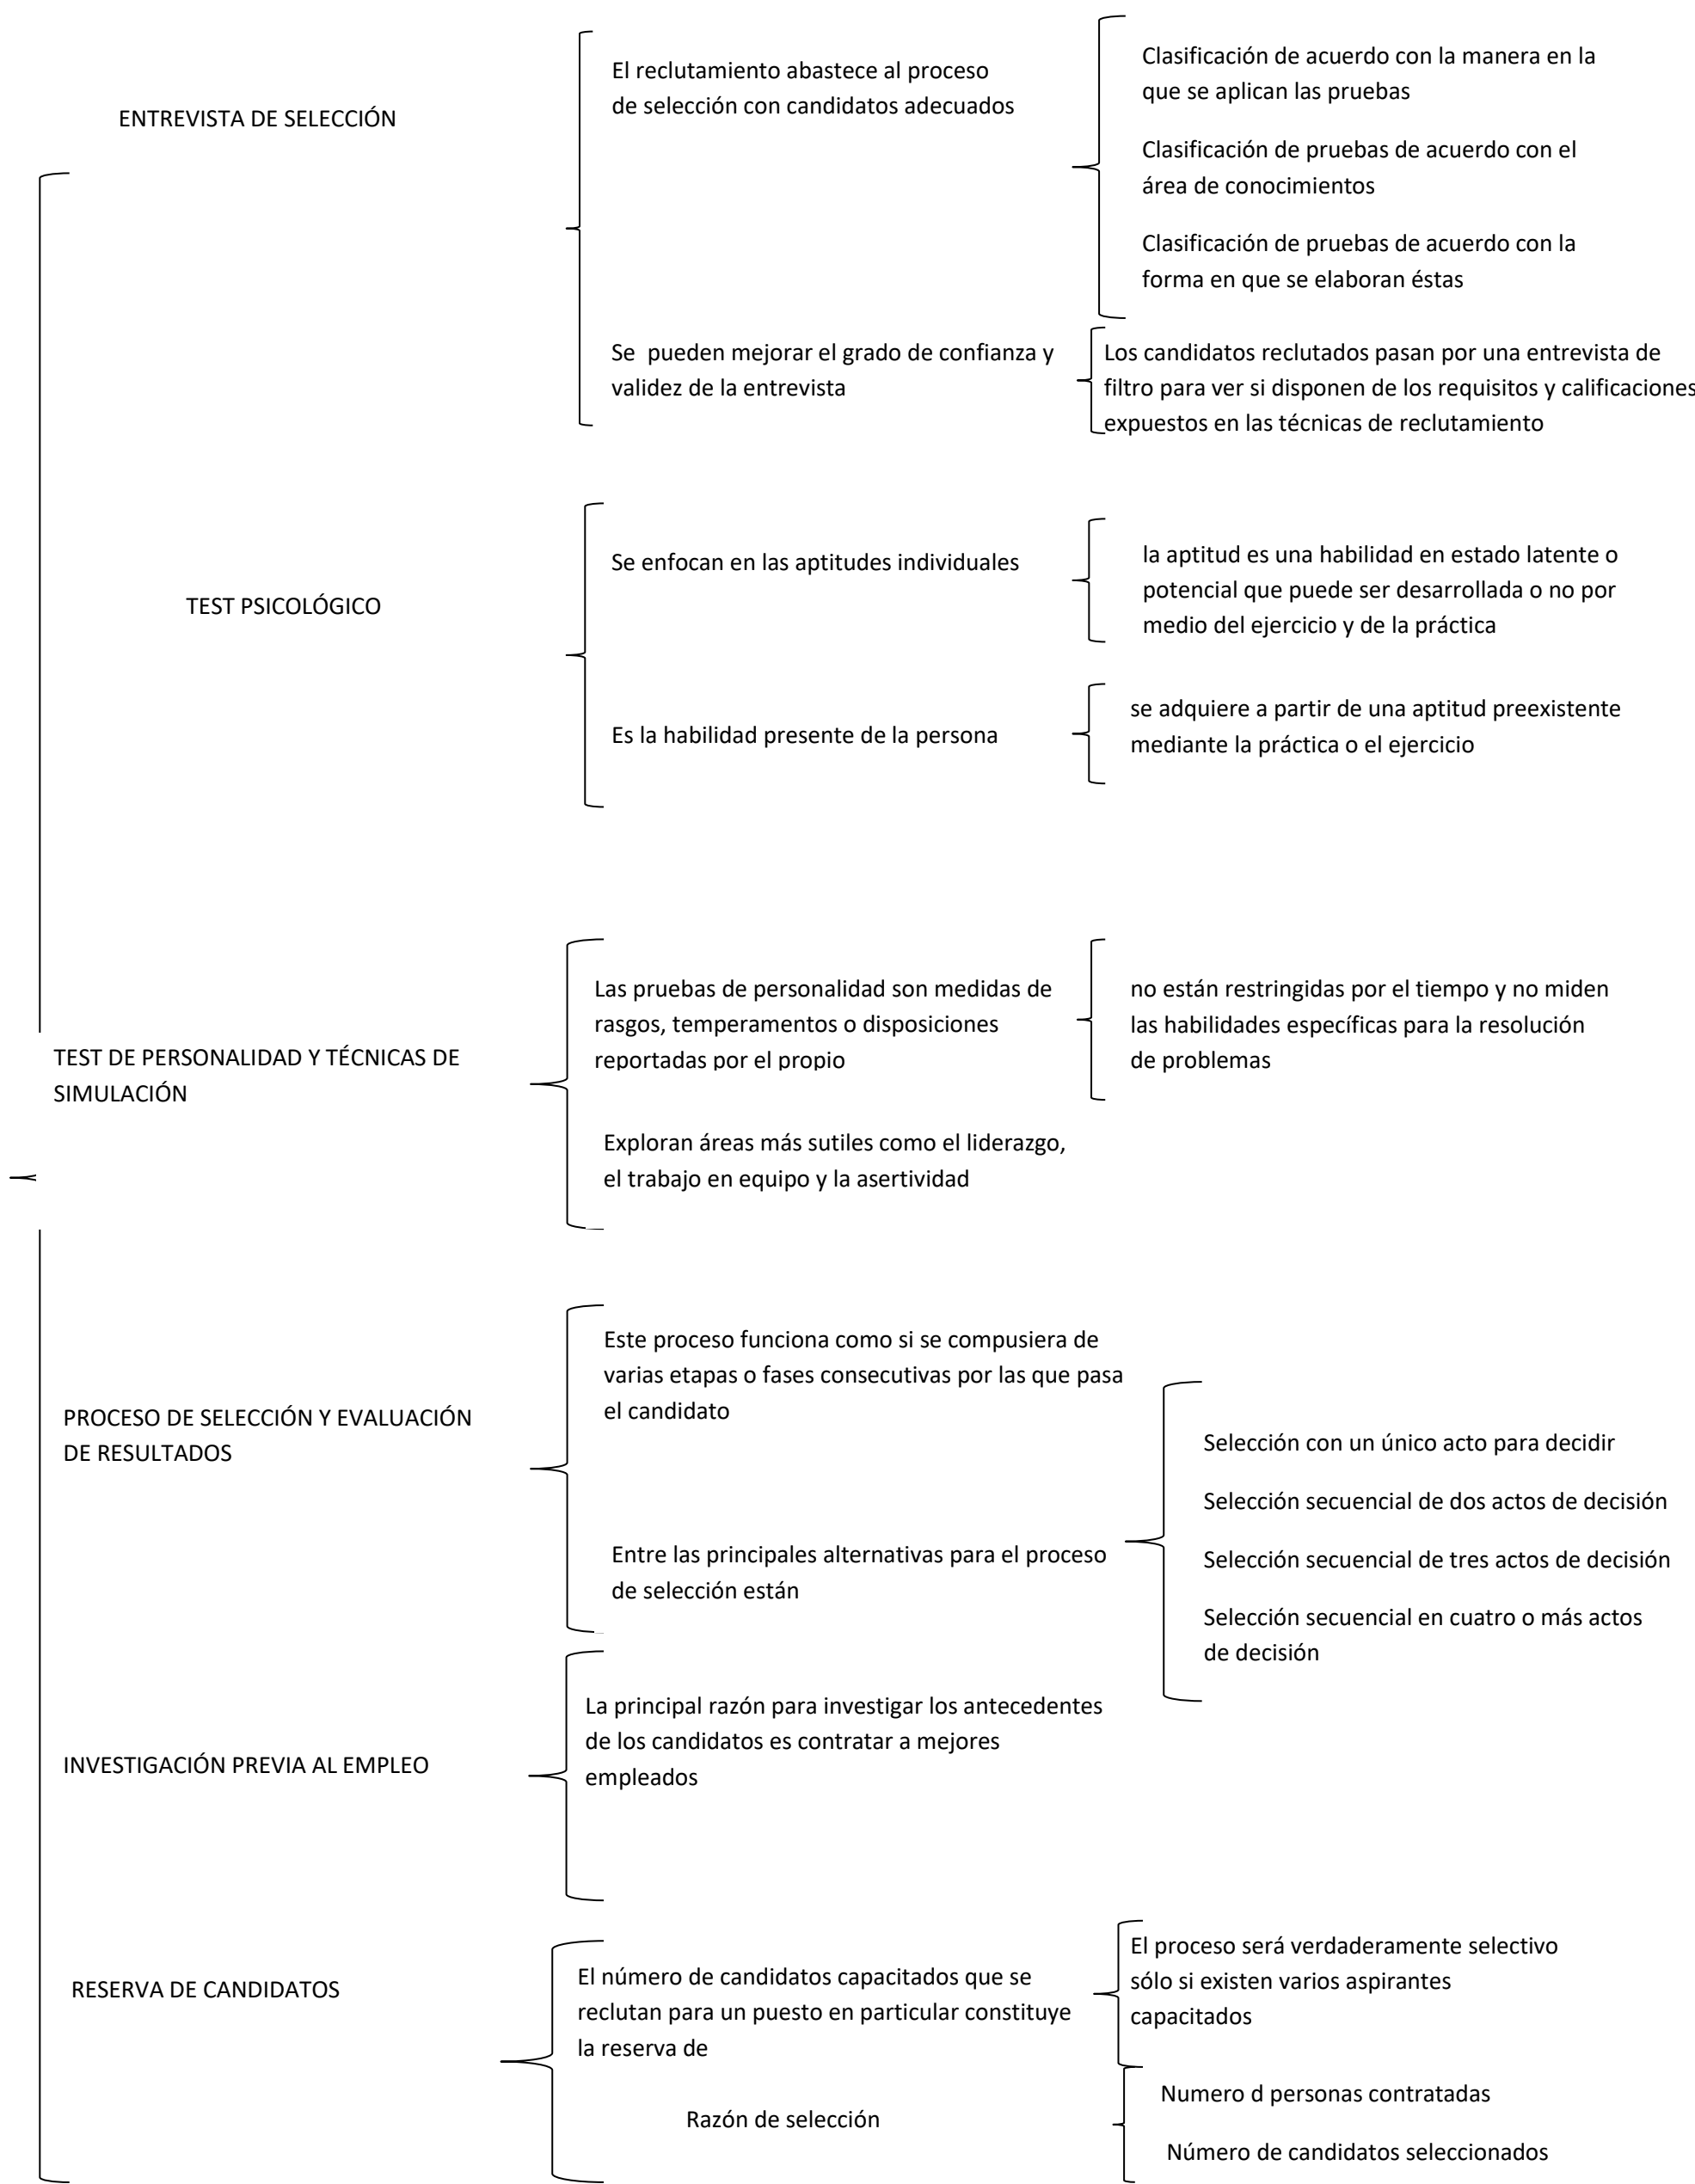 ENTREVISTA DE SELECCIÓN
El reclutamiento abastece al proceso
de selección con candidatos adecuados
Clasificación de acuerdo con la manera en la
que se aplican las pruebas
Clasificación de pruebas de acuerdo con el
área de conocimientos
Clasificación de pruebas de acuerdo con la
forma en que se elaboran éstas
Se  pueden mejorar el grado de confianza y
validez de la entrevista
Los candidatos reclutados pasan por una entrevista de
filtro para ver si disponen de los requisitos y calificaciones
expuestos en las técnicas de reclutamiento
TEST PSICOLÓGICO
Se enfocan en las aptitudes individuales
la aptitud es una habilidad en estado latente o
potencial que puede ser desarrollada o no por
medio del ejercicio y de la práctica
Es la habilidad presente de la persona
se adquiere a partir de una aptitud preexistente
mediante la práctica o el ejercicio
TEST DE PERSONALIDAD Y TÉCNICAS DE
SIMULACIÓN
Las pruebas de personalidad son medidas de
rasgos, temperamentos o disposiciones
reportadas por el propio
no están restringidas por el tiempo y no miden
las habilidades específicas para la resolución
de problemas
Exploran áreas más sutiles como el liderazgo,
el trabajo en equipo y la asertividad
PROCESO DE SELECCIÓN Y EVALUACIÓN
DE RESULTADOS
Este proceso funciona como si se compusiera de
varias etapas o fases consecutivas por las que pasa
el candidato
Entre las principales alternativas para el proceso
de selección están
Selección con un único acto para decidir
Selección secuencial de dos actos de decisión
Selección secuencial de tres actos de decisión
Selección secuencial en cuatro o más actos
de decisión
INVESTIGACIÓN PREVIA AL EMPLEO
La principal razón para investigar los antecedentes
de los candidatos es contratar a mejores
empleados
RESERVA DE CANDIDATOS
El número de candidatos capacitados que se
reclutan para un puesto en particular constituye
la reserva de
El proceso será verdaderamente selectivo
sólo si existen varios aspirantes
capacitados
Razón de selección
Numero d personas contratadas
Número de candidatos seleccionados